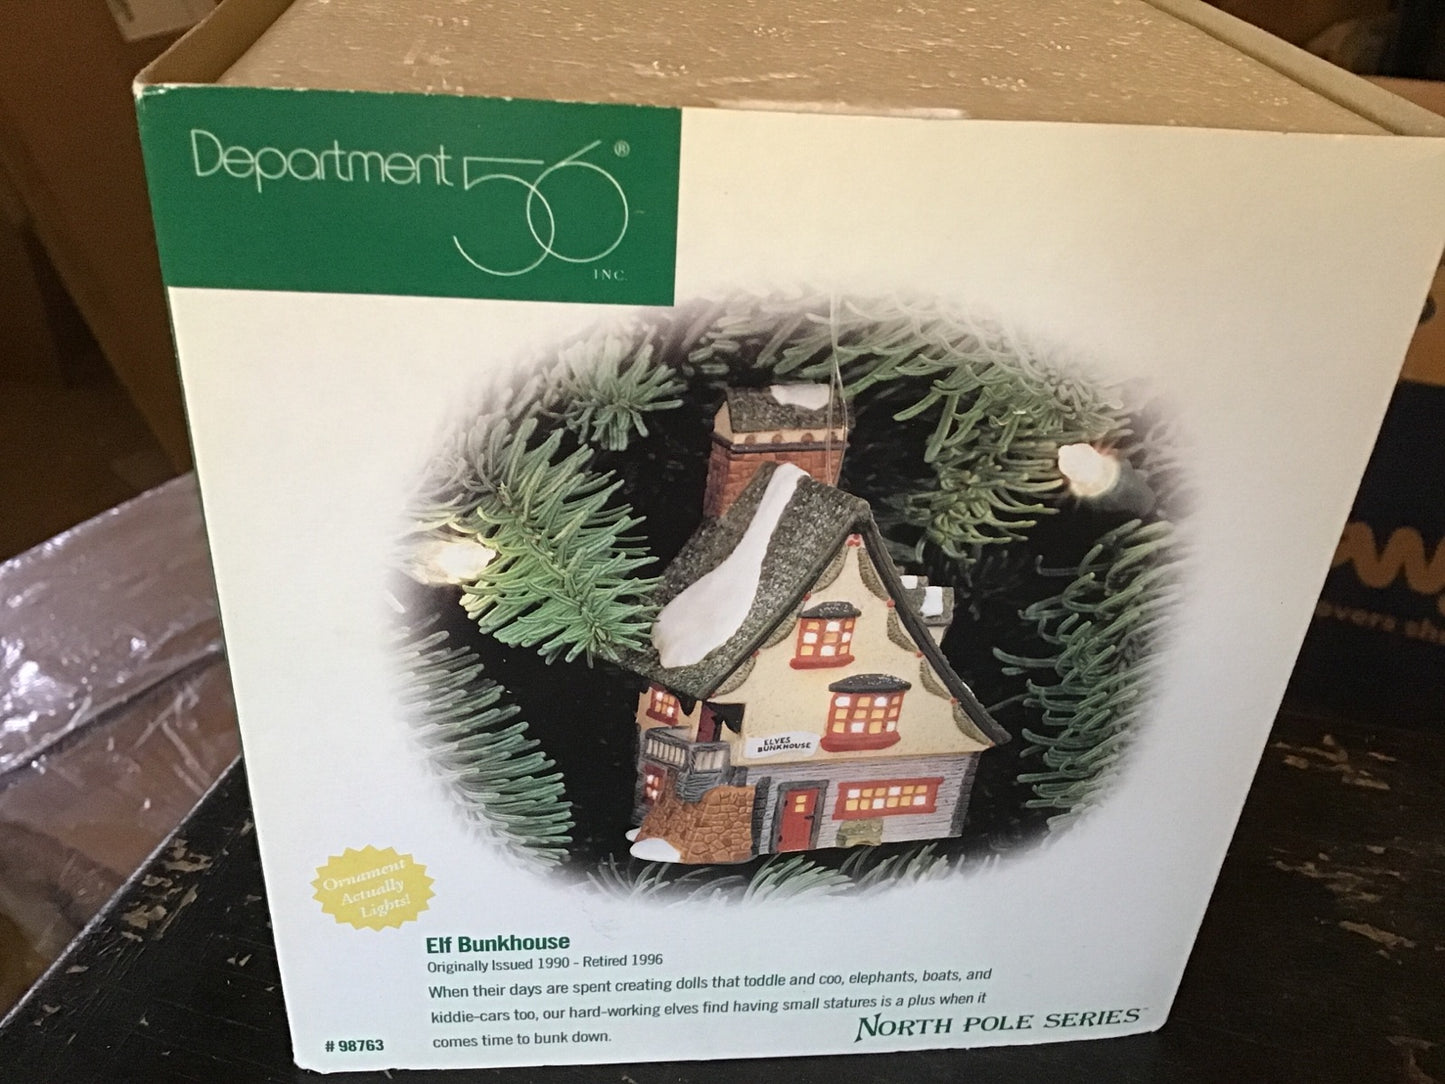 Department 56®
INC.
ELVES
BUNKHOUSE
Ornament
Actually
Lights!
Elf Bunkhouse
Originally Issued 1990 - Retired 1996
When their days are spent creating dolls that toddle and coo, elephants, boats, and
kiddie-cars too, our hard-working elves find having small statures is a plus when it
comes time to bunk down.
NORTH POLE SERIES™
# 98763